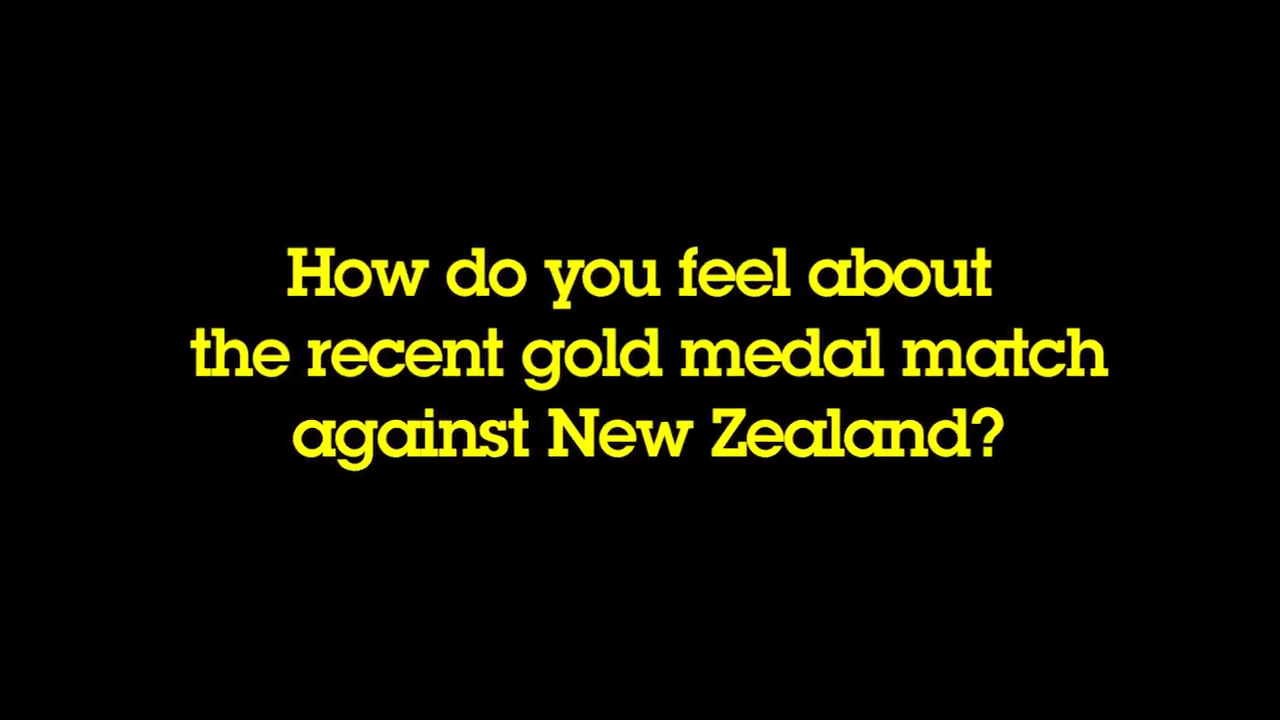 How do you feel about
the recent gold medal match
against New Zealand?